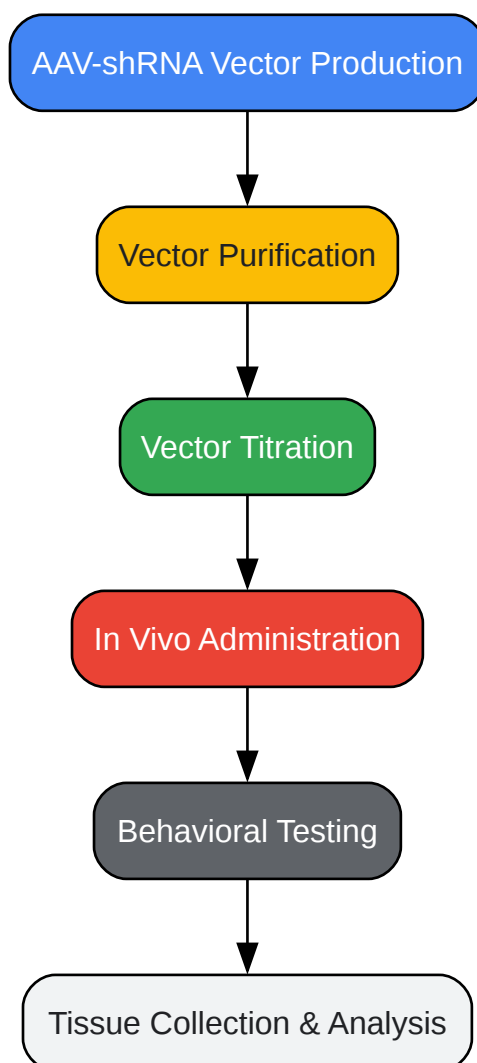 AAV-shRNA Vector Production
Vector Purification
Vector Titration
In Vivo Administration
Behavioral Testing
Tissue Collection & Analysis